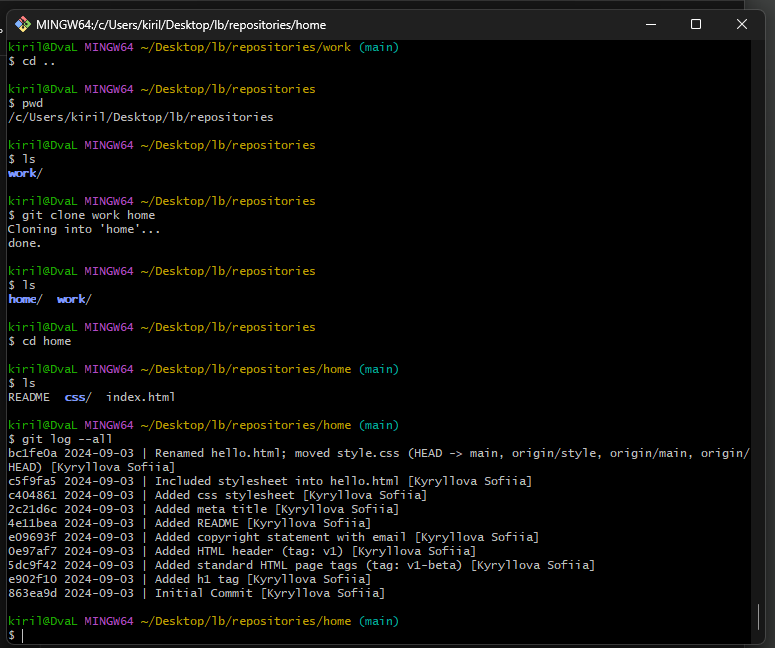 MINGW64:/c/Users/kiril/Desktop/lb/repositories/home
kiril@DvaL MINGW64 ~/Desktop/lb/repositories/work (main)
$ cd ..
kiril@DvaL MINGW64 ~/Desktop/lb/repositories
$ pwd
/c/Users/kiril/Desktop/lb/repositories
kiril@DvaL MINGW64 ~/Desktop/lb/repositories
$ ls
work/
kiril@DvaL MINGW64 ~/Desktop/lb/repositories
$ git clone work home
Cloning into 'home'...
done.
kiril@DvaL MINGW64 ~/Desktop/lb/repositories
$ ls
home/  work/
kiril@DvaL MINGW64 ~/Desktop/lb/repositories
$ cd home
kiril@DvaL MINGW64 ~/Desktop/lb/repositories/home (main)
$ ls
README  css/  index.html
kiril@DvaL MINGW64 ~/Desktop/lb/repositories/home (main)
$ git log --all
bc1fe0a 2024-09-03 | Renamed hello.html; moved style.css (HEAD -> main, origin/style, origin/main, origin/
HEAD) [Kyryllova Sofiia]
c5f9fa5 2024-09-03 | Included stylesheet into hello.html [Kyryllova Sofiia]
c404861 2024-09-03 | Added css stylesheet [Kyryllova Sofiia]
2c21d6c 2024-09-03 | Added meta title [Kyryllova Sofiia]
4e11bea 2024-09-03 | Added README [Kyryllova Sofiia]
e09693f 2024-09-03 | Added copyright statement with email [Kyryllova Sofiia]
0e97af7 2024-09-03 | Added HTML header (tag: v1) [Kyryllova Sofiia]
5dc9f42 2024-09-03 | Added standard HTML page tags (tag: v1-beta) [Kyryllova Sofiia]
e902f10 2024-09-03 | Added h1 tag [Kyryllova Sofiia]
863ea9d 2024-09-03 | Initial Commit [Kyryllova Sofiia]
kiril@DvaL MINGW64 ~/Desktop/lb/repositories/home (main)
$